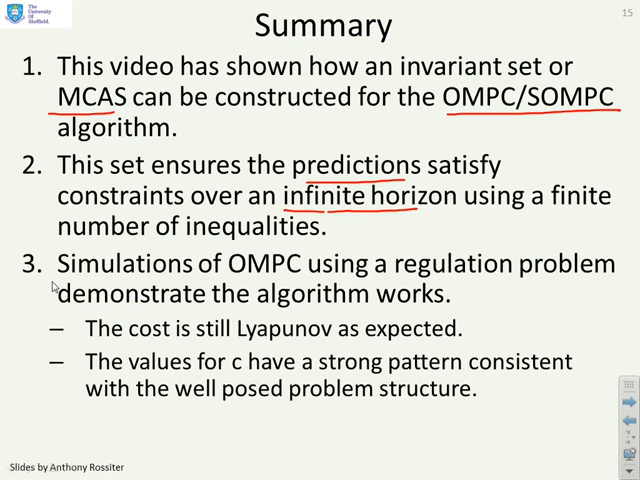 The
University
Of
Sheffield.
15
Summary
1. This video has shown how an invariant set or
MCAS can be constructed for the OMPC/SOMPC
algorithm.
2. This set ensures the predictions satisfy
constraints over an infinite horizon using a finite
number of inequalities.
3. Simulations of OMPC using a regulation problem
demonstrate the algorithm works.
– The cost is still Lyapunov as expected.
– The values for c have a strong pattern consistent
with the well posed problem structure.
Slides by Anthony Rossiter